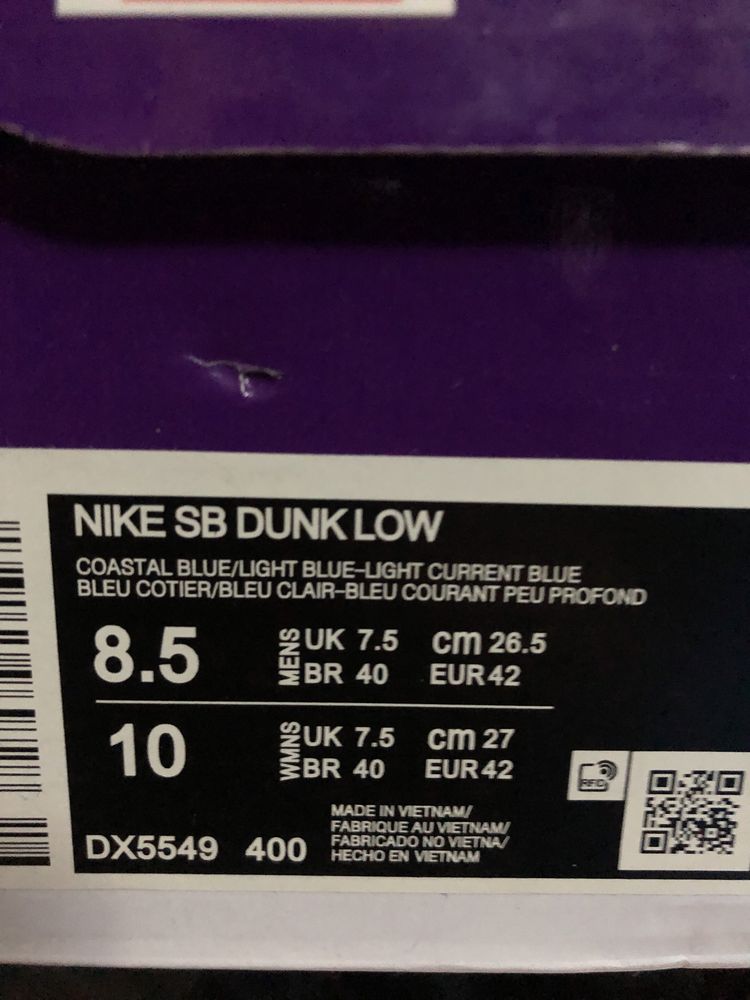 NIKE SB DUNK LOW
COASTAL BLUE/LIGHT BLUE-LIGHT CURRENT BLUE
BLEU COTIER/BLEU CLAIR-BLEU COURANT PEU PROFOND
8.5 MENS UK 7.5 cm 26.5
BR 40 EUR 42
10 WMNS UK 7.5 cm 27
BR 40 EUR 42
MADE IN VIETNAM/
FABRIQUE AU VIETNAM/
FABRICADO NO VIETNA/
HECHO EN VIETNAM
DX5549 400